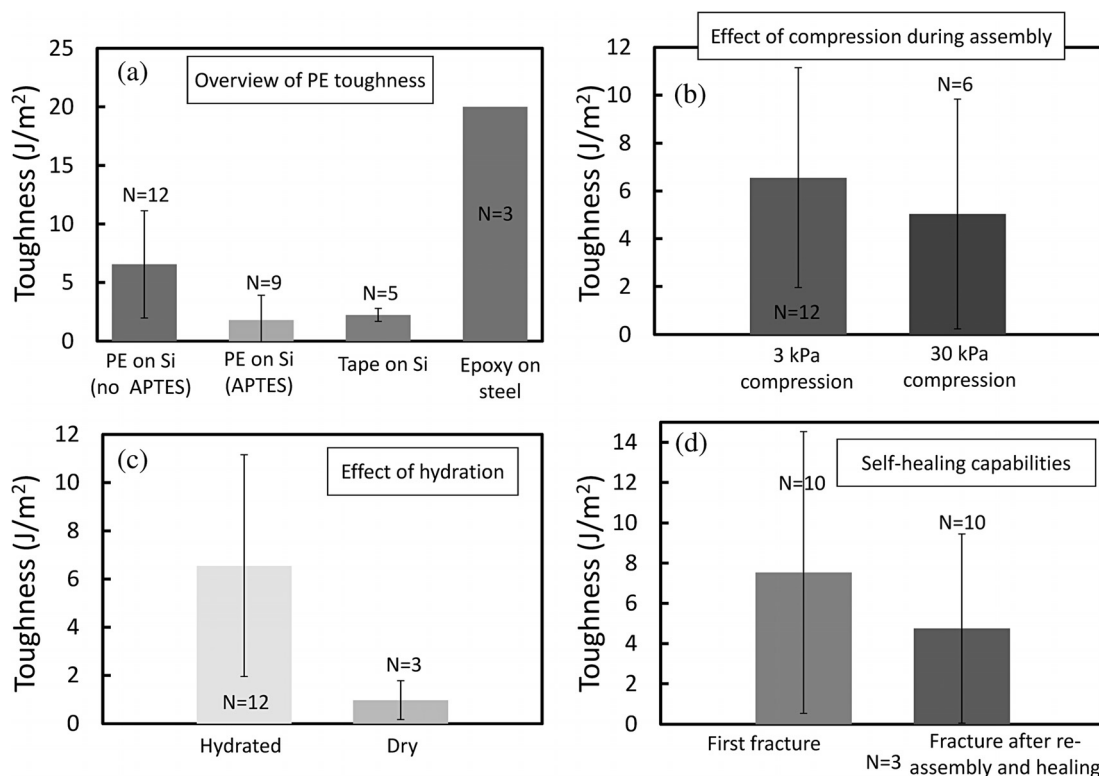 (a)
Overview of PE toughness
Toughness (J/m²)
25
20
15
10
5
0
N=12
N=9
N=5
N=3
PE on Si
(no APTES)
PE on Si
(APTES)
Tape on Si
Epoxy on
steel
(b)
Effect of compression during assembly
Toughness (J/m²)
12
10
8
6
4
2
0
N=12
N=6
3 kPa
compression
30 kPa
compression
(c)
Effect of hydration
Toughness (J/m²)
12
10
8
6
4
2
0
N=12
N=3
Hydrated
Dry
(d)
Self-healing capabilities
Toughness (J/m²)
14
12
10
8
6
4
2
0
N=10
N=10
First fracture
Fracture after re-
assembly and healing
N=3